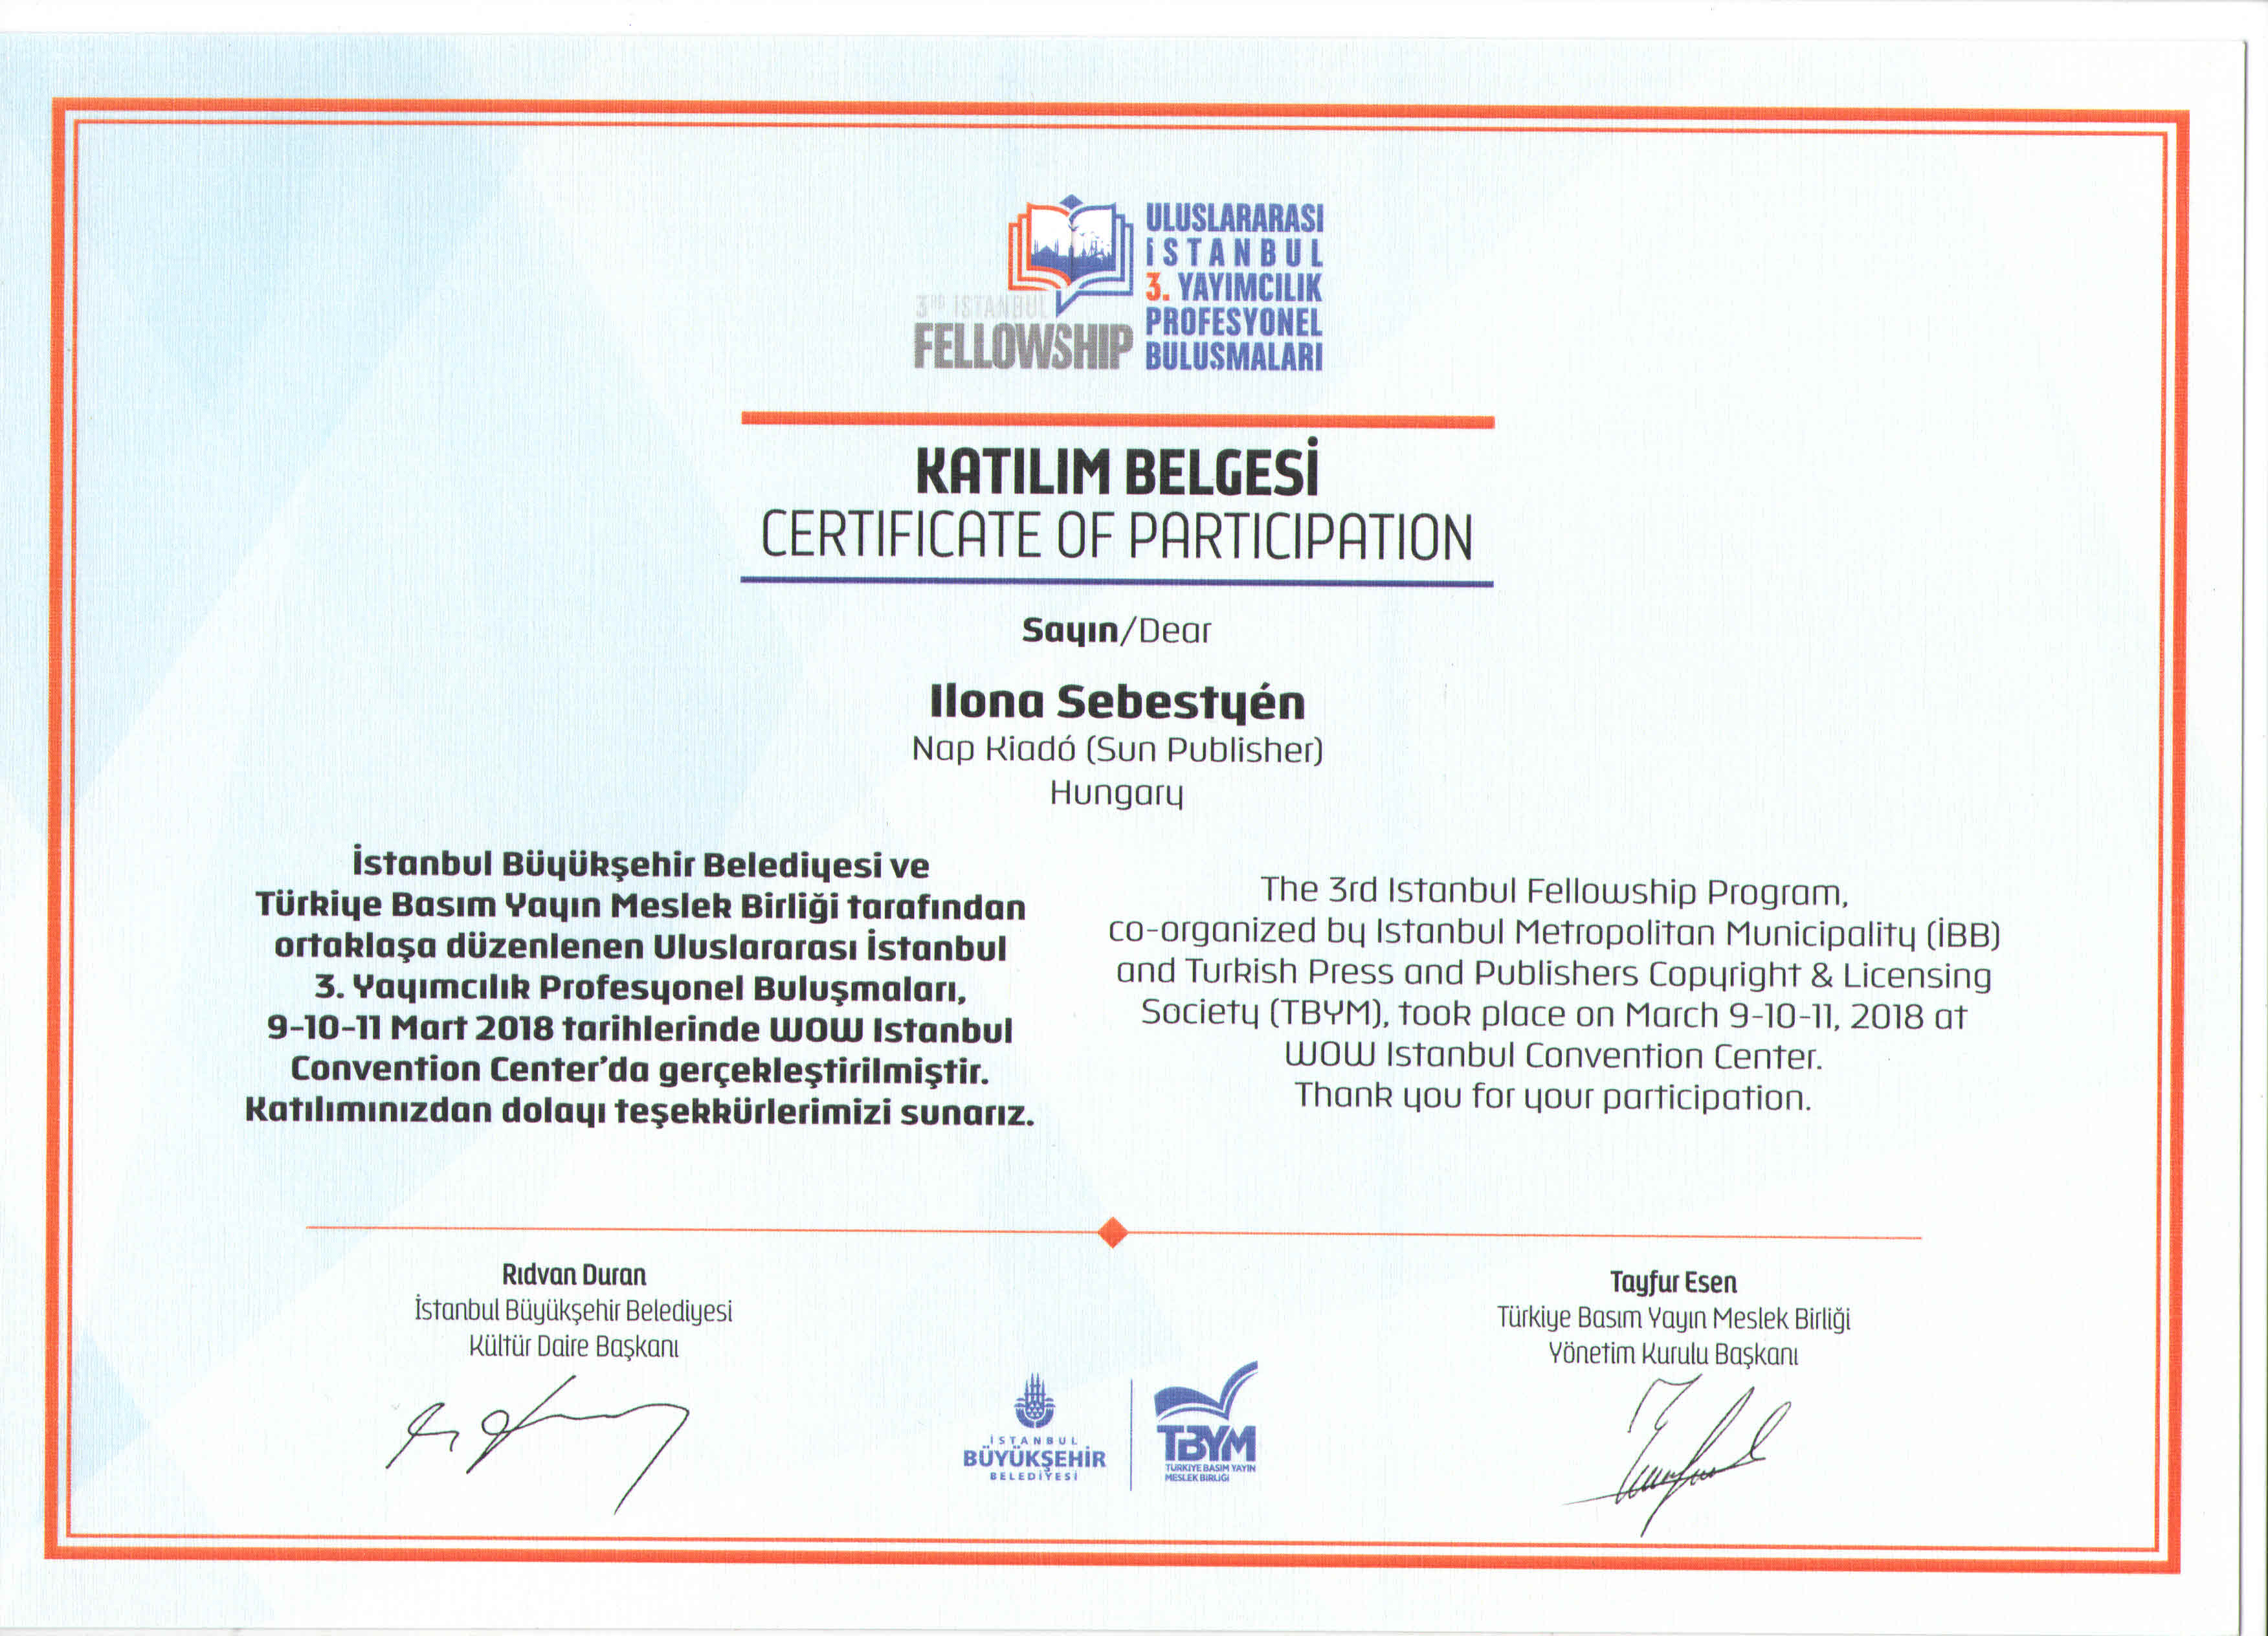 3RD İSTANBUL
FELLOWSHIP
ULUSLARARASI
İSTANBUL
3. YAYIMCILIK
PROFESYONEL
BULUŞMALARI
KATILIM BELGESİ
CERTIFICATE OF PARTICIPATION
Sayın/Dear
Ilona Sebestyén
Nap Kiadó (Sun Publisher)
Hungary
İstanbul Büyükşehir Belediyesi ve
Türkiye Basım Yayın Meslek Birliği tarafından
ortaklaşa düzenlenen Uluslararası İstanbul
3. Yayımcılık Profesyonel Buluşmaları,
9-10-11 Mart 2018 tarihlerinde WOW Istanbul
Convention Center'da gerçekleştirilmiştir.
Katılımınızdan dolayı teşekkürlerimizi sunarız.
The 3rd Istanbul Fellowship Program,
co-organized by Istanbul Metropolitan Municipality (İBB)
and Turkish Press and Publishers Copyright & Licensing
Society (TBYM), took place on March 9-10-11, 2018 at
WOW Istanbul Convention Center.
Thank you for your participation.
Rıdvan Duran
İstanbul Büyükşehir Belediyesi
Kültür Daire Başkanı
Tayfur Esen
Türkiye Basım Yayın Meslek Birliği
Yönetim Kurulu Başkanı
İSTANBUL
BÜYÜKŞEHİR
BELEDİYESİ
TBYM
TÜRKİYE BASIM YAYIN
MESLEK BİRLİĞİ